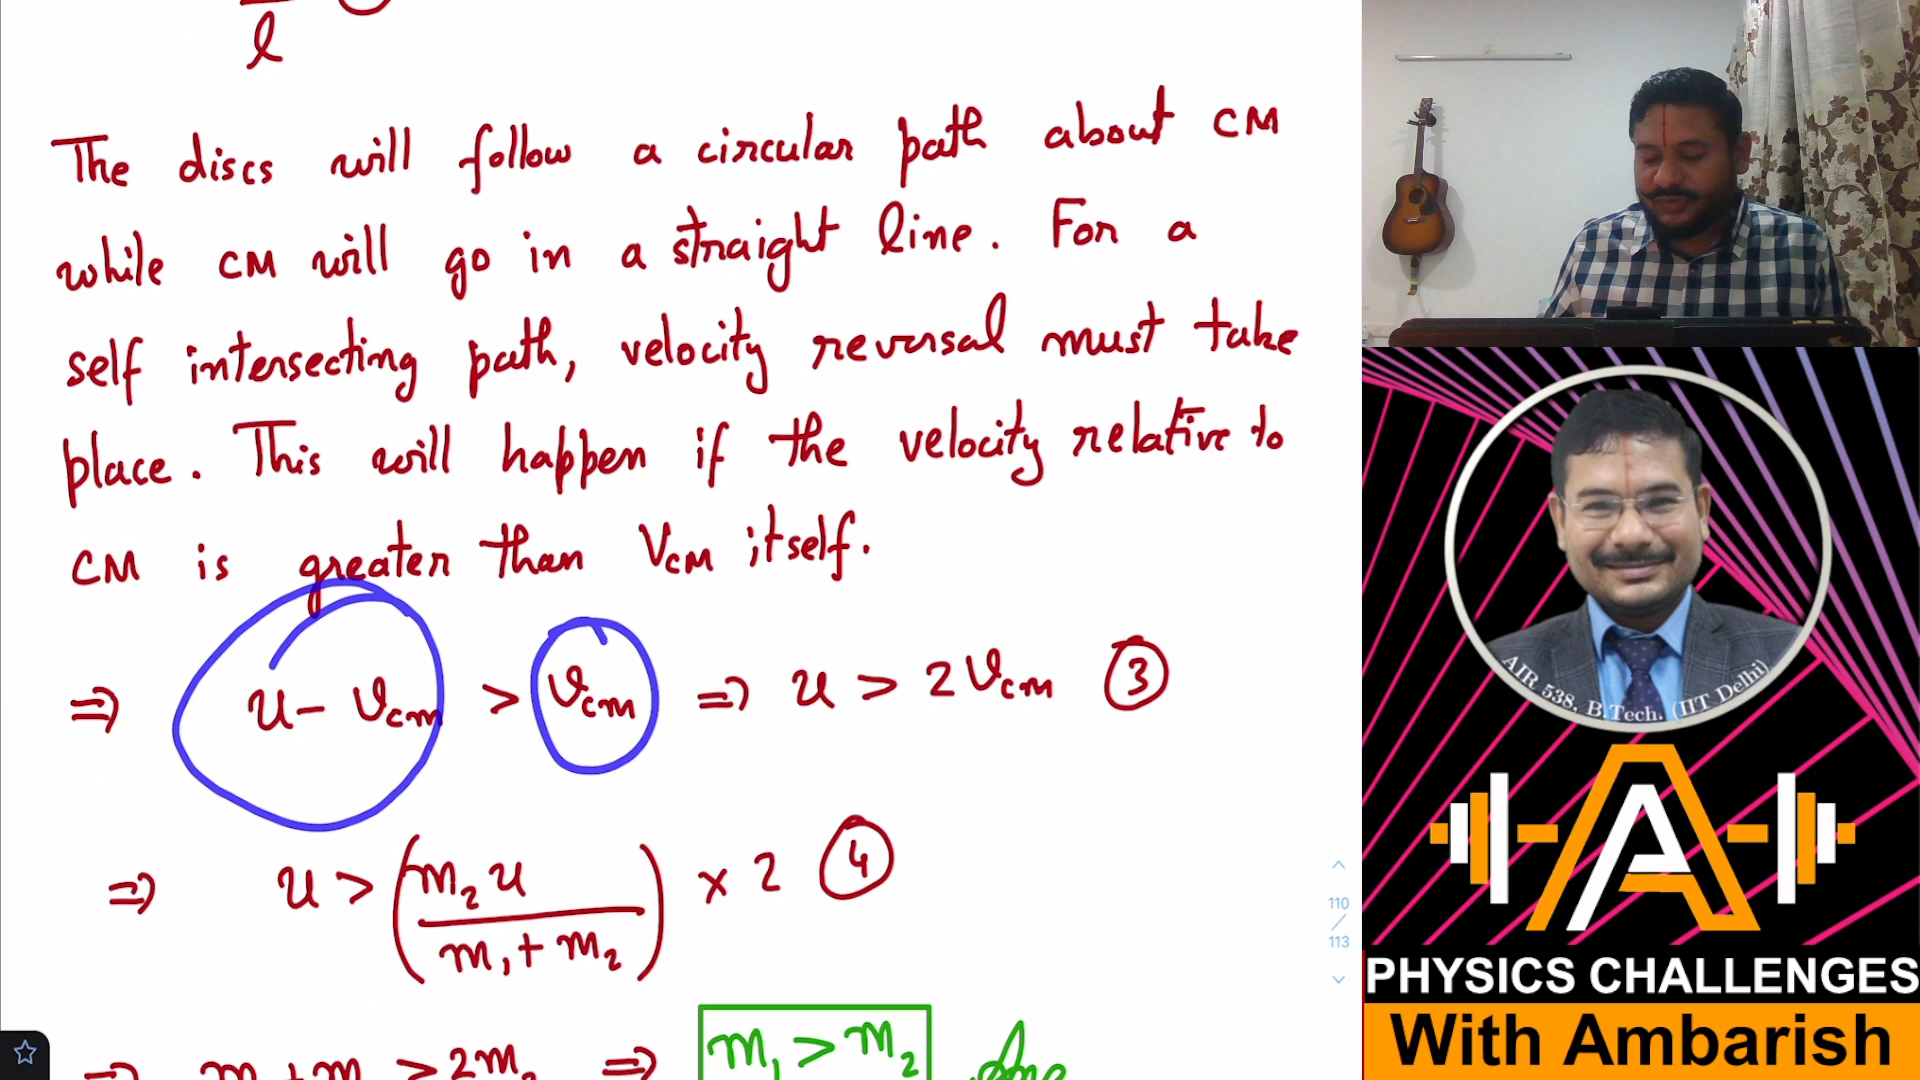 l
The discs will follow a circular path about CM
while CM will go in a straight line. For a
self intersecting path, velocity reversal must take
place. This will happen if the velocity relative to
CM is greater than Vcm itself.
⇒ u - vcm > vcm ⇒ u > 2vcm ③
⇒ u > (m₂u / m₁ + m₂) × 2 ④
⇒ m + m > 2m₂ ⇒ m₁ > m₂ Ans
110
/
113
AIR 538, B.Tech. (IIT Delhi)
A
PHYSICS CHALLENGES
With Ambarish